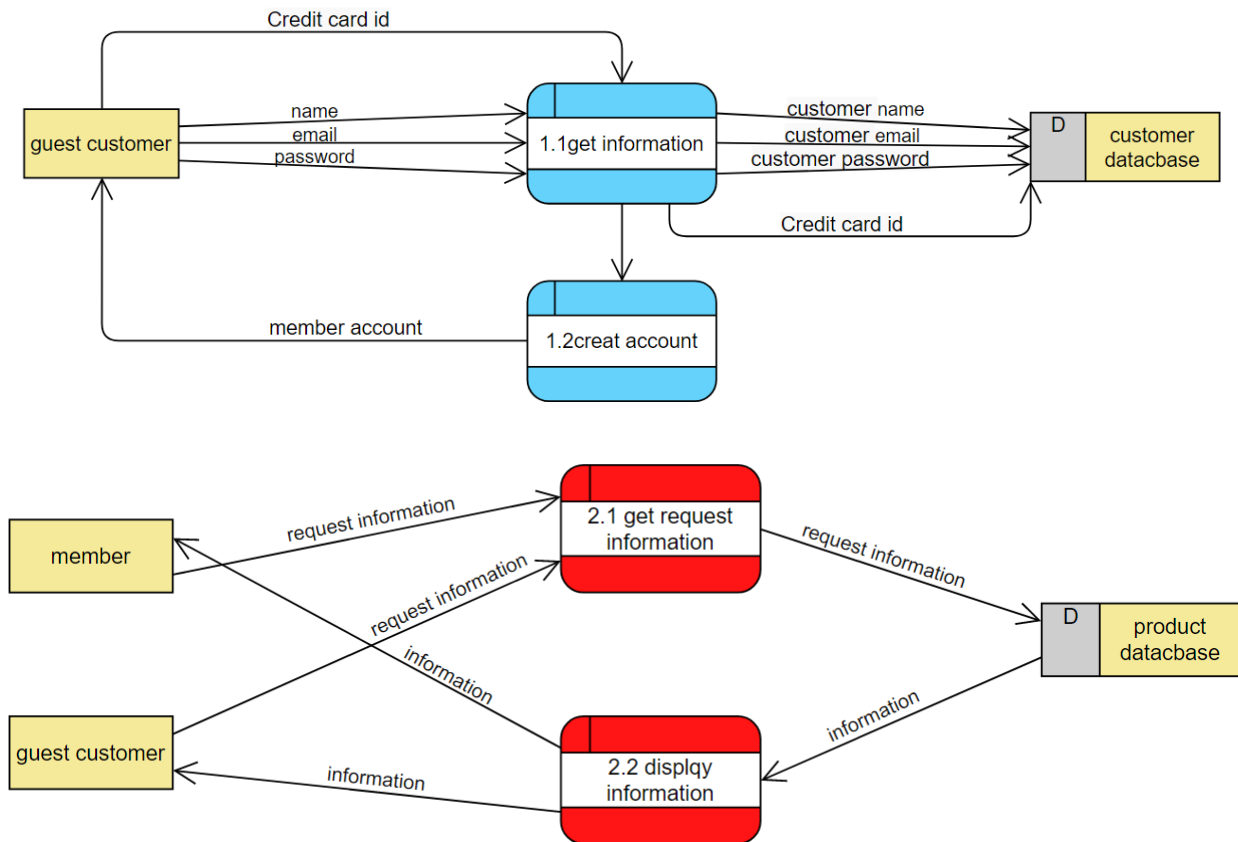 Credit card id
name
email
password
guest customer
1.1get information
customer name
customer email
customer password
D
customer
datacbase
Credit card id
member account
1.2creat account
request information
2.1 get request
information
request information
member
request information
D
product
datacbase
information
information
guest customer
information
2.2 displqy
information